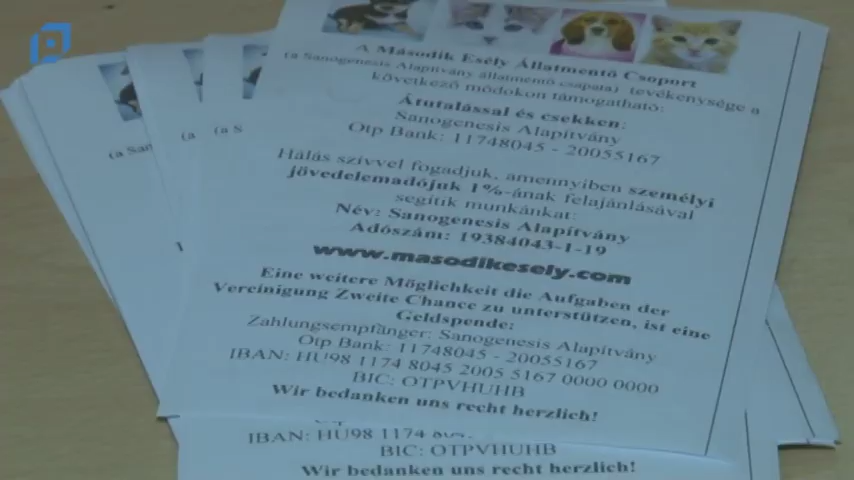 A Második Esély Állatmentő Csoport
(a Sanogenesis Alapítvány állatmentő csapata) tevékenysége a
következő módokon támogatható:
Átutalással és csekken:
Sanogenesis Alapítvány
Otp Bank: 11748045 - 20055167
Hálás szívvel fogadjuk, amennyiben személyi
jövedelemadójuk 1%-ának felajánlásával
segítik munkánkat:
Név: Sanogenesis Alapítvány
Adószám: 19384043-1-19
www.masodikesely.com
Eine weitere Möglichkeit die Aufgaben der
Vereinigung Zweite Chance zu unterstützen, ist eine
Geldspende:
Zahlungsempfänger: Sanogenesis Alapítvány
Otp Bank: 11748045 - 20055167
IBAN: HU98 1174 8045 2005 5167 0000 0000
BIC: OTPVHUHB
Wir bedanken uns recht herzlich!
IBAN: HU98 1174
BIC: OTPVHUHB
Wir bedanken uns recht herzlich!
(a San
(a
(a S